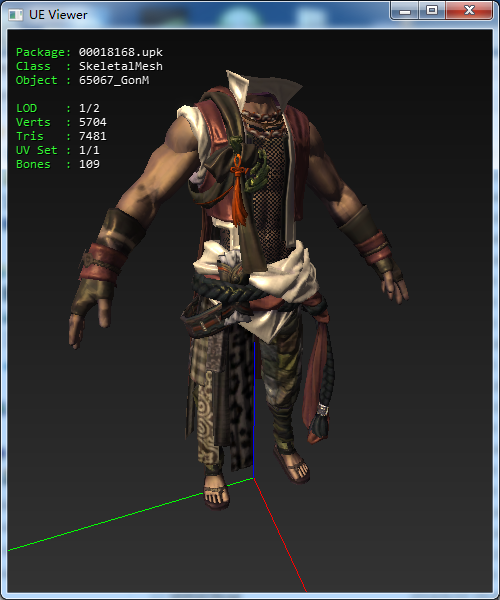 UE Viewer
Package: 00018168.upk
Class : SkeletalMesh
Object : 65067_GonM
LOD : 1/2
Verts : 5704
Tris : 7481
UV Set : 1/1
Bones : 109